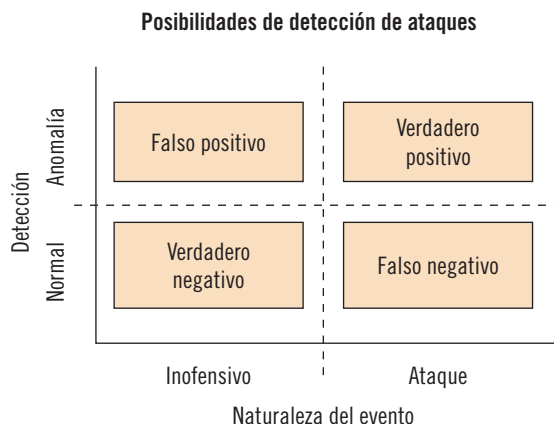 Posibilidades de detección de ataques
Detección
Anomalía
Falso positivo
Verdadero
positivo
Normal
Verdadero
negativo
Falso negativo
Inofensivo
Ataque
Naturaleza del evento